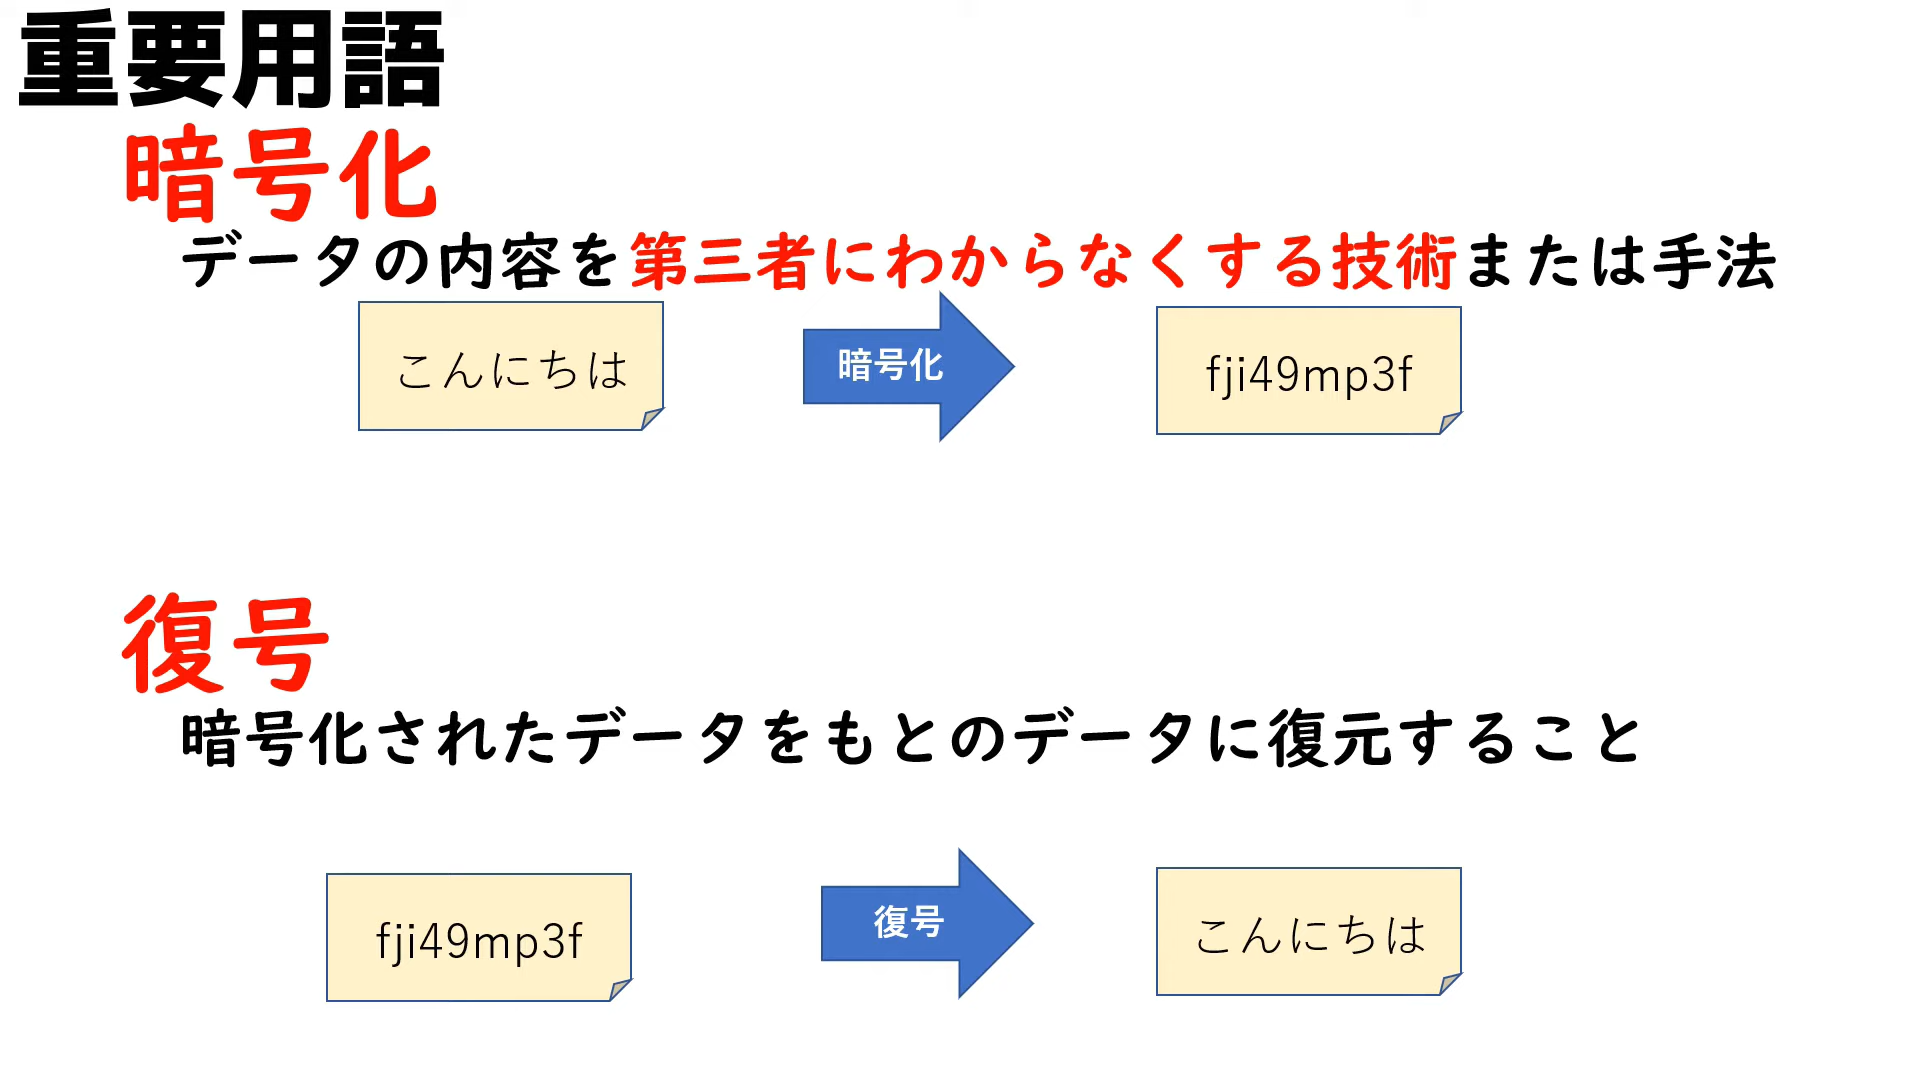 重要用語
暗号化
データの内容を第三者にわからなくする技術または手法
こんにちは
暗号化
fji49mp3f
復号
暗号化されたデータをもとのデータに復元すること
fji49mp3f
復号
こんにちは